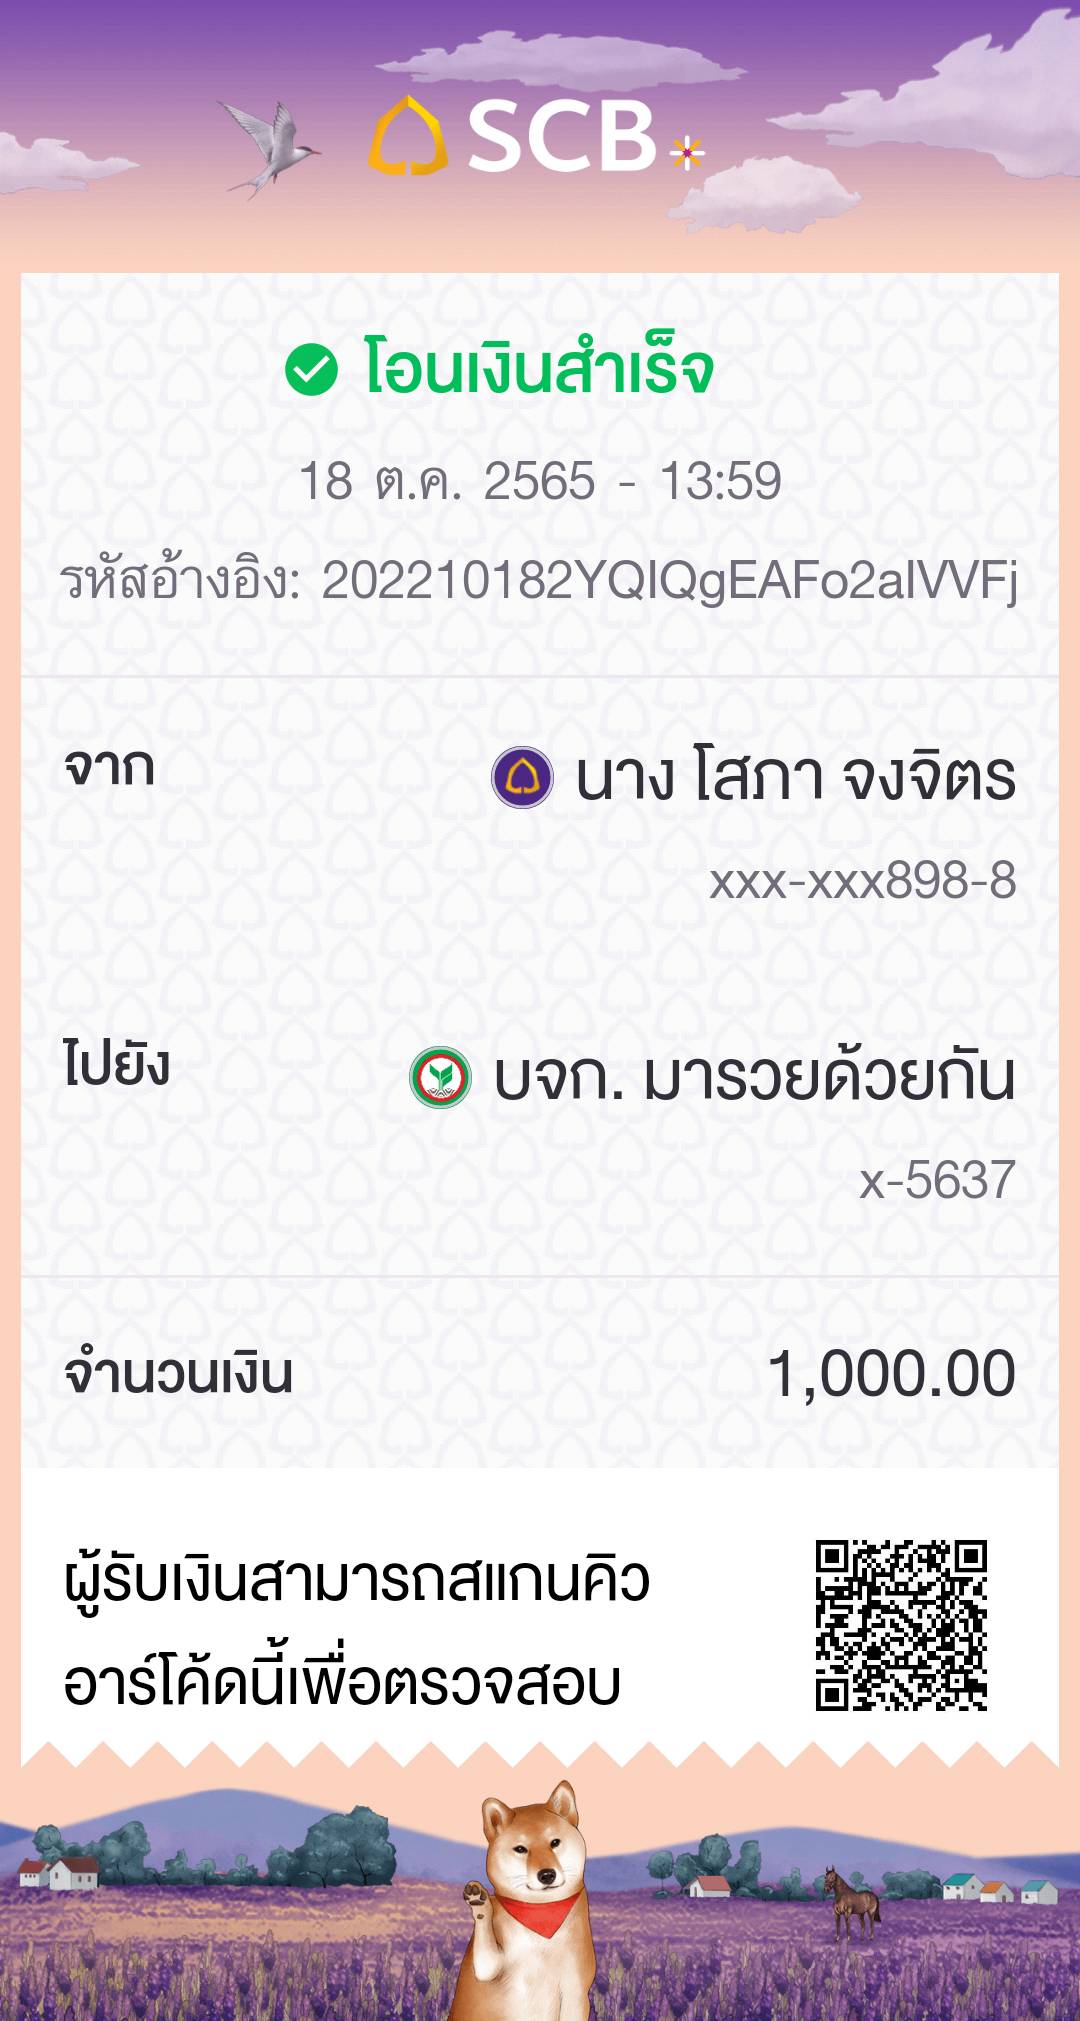 SCB
โอนเงินสำเร็จ
18 ต.ค. 2565 - 13:59
รหัสอ้างอิง: 202210182YQIQgEAFo2aIVVFj
จาก
นาง โสภา จงจิตร
xxx-xxx898-8
ไปยัง
บจก. มารวยด้วยกัน
x-5637
จำนวนเงิน 1,000.00
ผู้รับเงินสามารถสแกนคิว
อาร์โค้ดนี้เพื่อตรวจสอบ